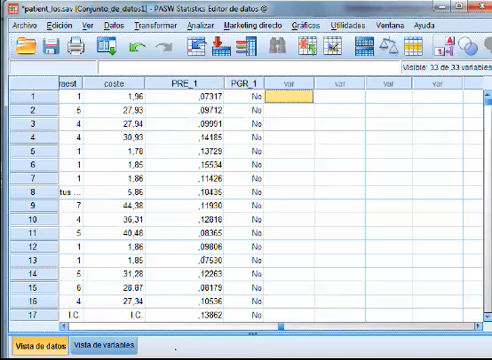 *patient_los.sav [Conjunto_de_datos1] - PASW Statistics Editor de datos @
Archivo Edición Ver Datos Transformar Analizar Marketing directo Gráficos Utilidades Ventana Ayuda
Visible: 33 de 33 variables
raest coste PRE_1 PGR_1 var var var var
1 1 1,96 ,07317 No
2 5 27,93 ,09712 No
3 4 27,94 ,09991 No
4 4 30,93 ,14185 No
5 1 1,78 ,13729 No
6 1 1,85 ,15534 No
7 1 1,86 ,11426 No
8 tus ... 5,86 ,10435 No
9 7 44,38 ,11930 No
10 4 36,31 ,12818 No
11 5 40,48 ,08365 No
12 1 1,86 ,09806 No
13 1 1,85 ,07530 No
14 5 31,28 ,12263 No
15 6 28,87 ,08179 No
16 4 27,34 ,10536 No
17 I.C. I.C. ,13862 No
Vista de datos Vista de variables